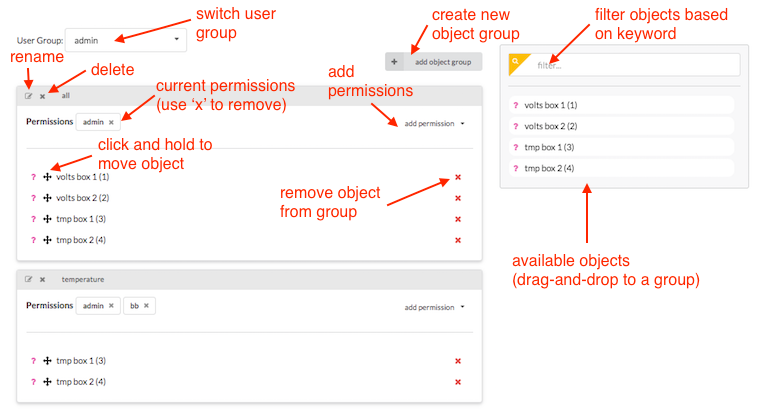 switch user
group
create new
object group
filter objects based
on keyword
User Group: admin
rename
delete
+ add object group
filter...
current permissions
(use ‘x’ to remove)
add
permissions
all
Permissions admin ×
add permission
click and hold to
move object
? volts box 1 (1)
? volts box 2 (2)
? tmp box 1 (3)
? tmp box 2 (4)
remove object
from group
? volts box 1 (1)
? volts box 2 (2)
? tmp box 1 (3)
? tmp box 2 (4)
available objects
(drag-and-drop to a group)
temperature
Permissions admin × bb ×
add permission
? tmp box 1 (3)
? tmp box 2 (4)